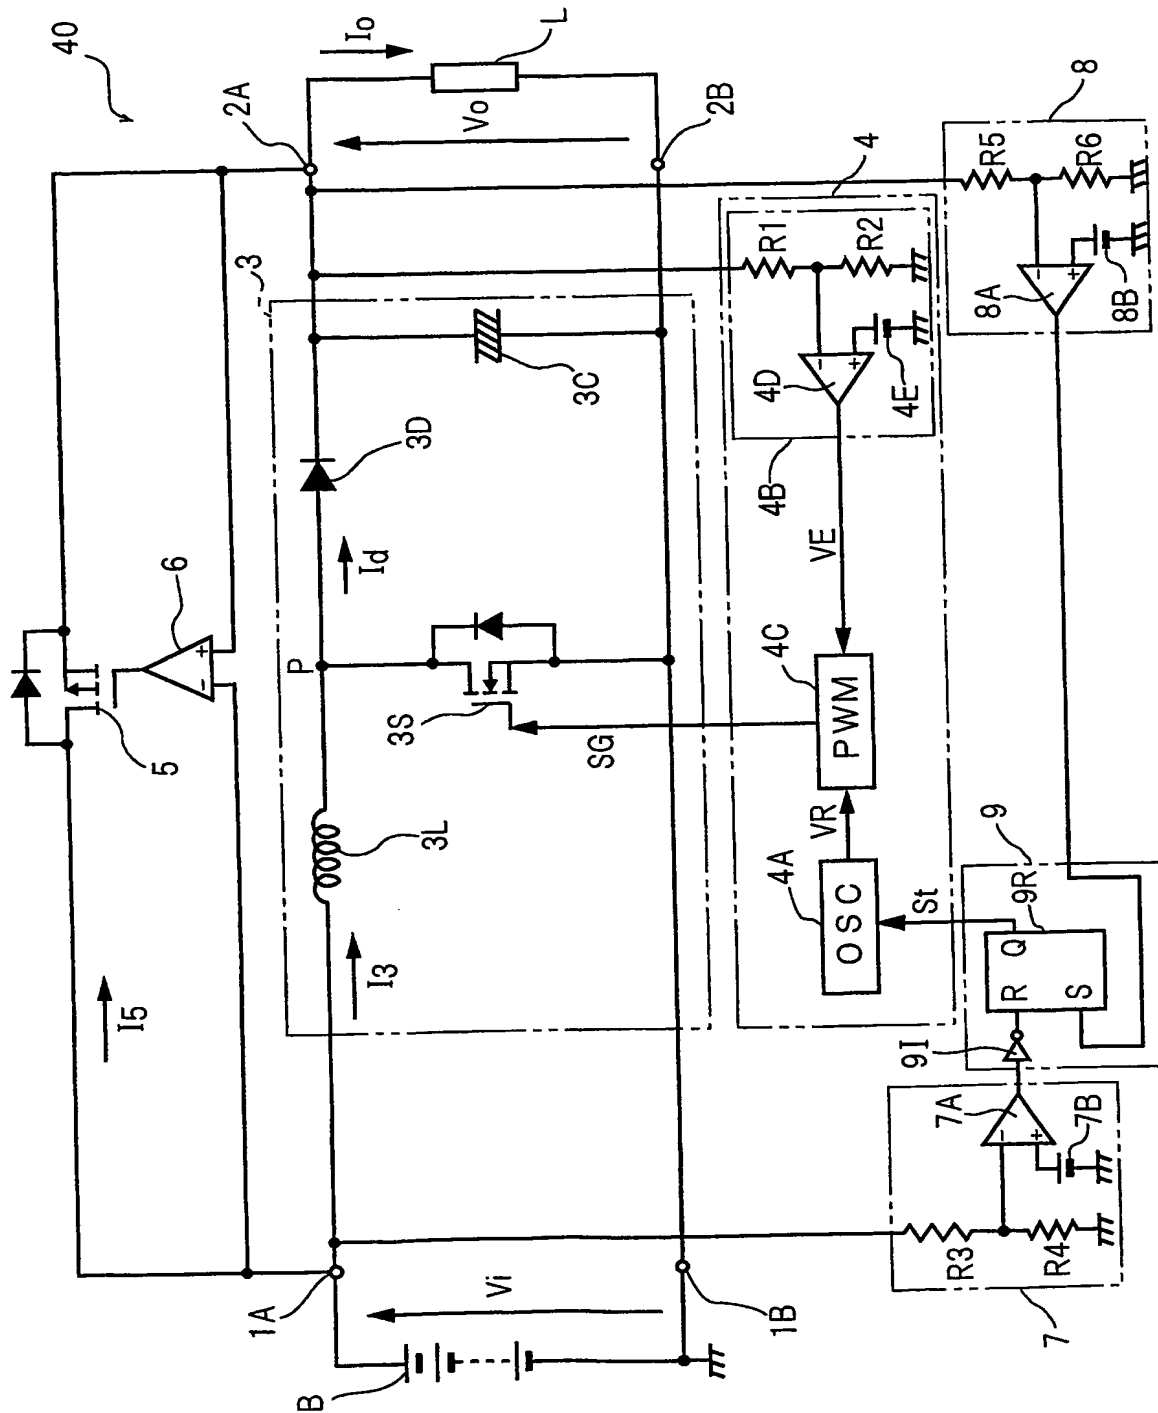 40
I5
5
6
3
1A
2A
P
Io
I3
3L
Id
3D
3C
L
Vi
Vo
3S
B
1B
2B
SG
4
4A
VR
4C
VE
4B
4D
R1
OSC
PWM
-
+
R2
4E
St
7
R3
R4
7A
-
+
7B
9
9I
9R
R
Q
S
8
8A
-
+
8B
R5
R6
-
+